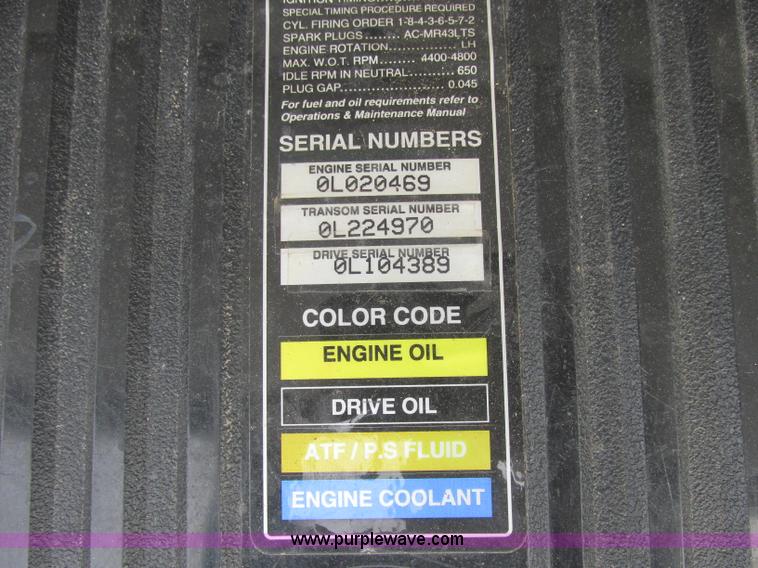 IGNITION TIMING
SPECIAL TIMING PROCEDURE REQUIRED
CYL. FIRING ORDER 1-8-4-3-6-5-7-2
SPARK PLUGS........ AC-MR43LTS
ENGINE ROTATION............... LH
MAX. W.O.T. RPM........ 4400-4800
IDLE RPM IN NEUTRAL.......... 650
PLUG GAP....................... 0.045
For fuel and oil requirements refer to
Operations & Maintenance Manual
SERIAL NUMBERS
ENGINE SERIAL NUMBER
0L020469
TRANSOM SERIAL NUMBER
0L224970
DRIVE SERIAL NUMBER
0L104389
COLOR CODE
ENGINE OIL
DRIVE OIL
ATF / P.S FLUID
ENGINE COOLANT
www.purplewave.com